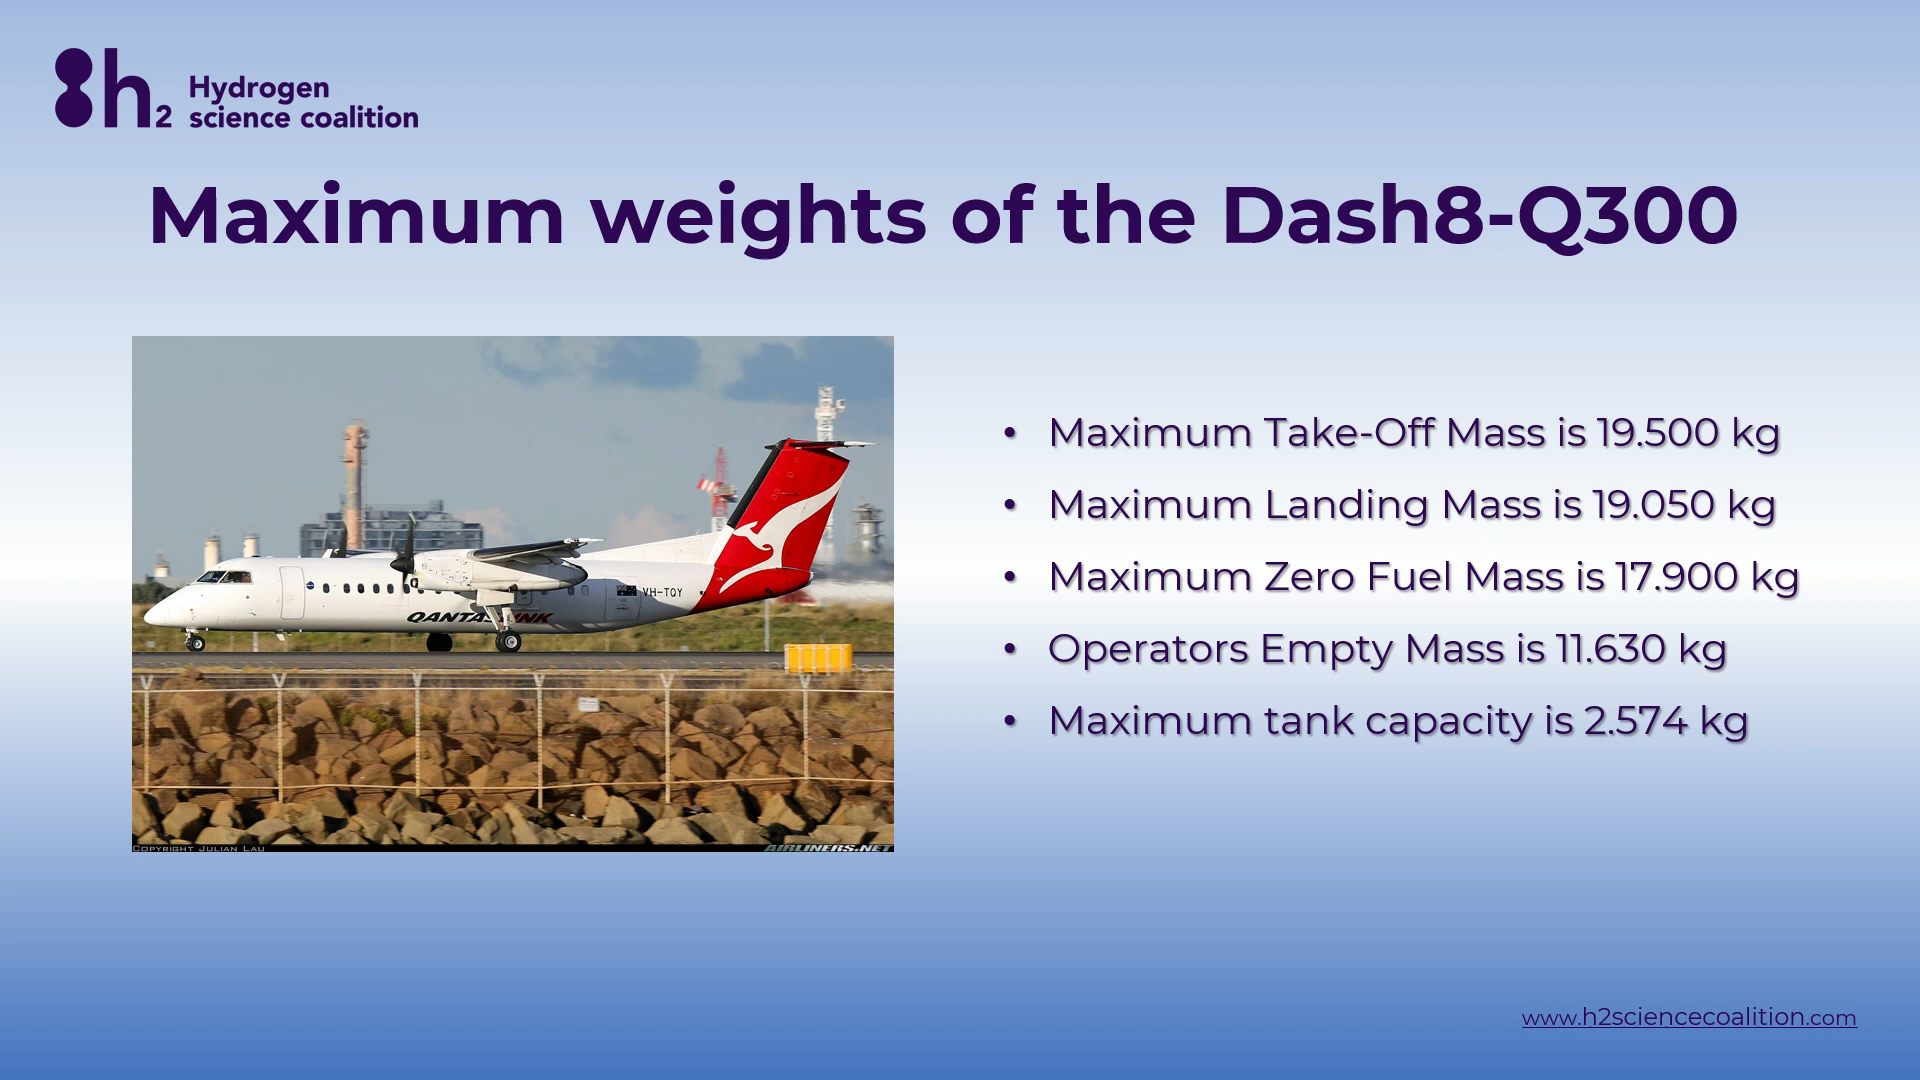 h2 Hydrogen
science coalition
Maximum weights of the Dash8-Q300
• Maximum Take-Off Mass is 19.500 kg
• Maximum Landing Mass is 19.050 kg
• Maximum Zero Fuel Mass is 17.900 kg
• Operators Empty Mass is 11.630 kg
• Maximum tank capacity is 2.574 kg
VH-TQY
QANTASLINK
COPYRIGHT JULIAN LAU
AIRLINERS.NET
www.h2sciencecoalition.com